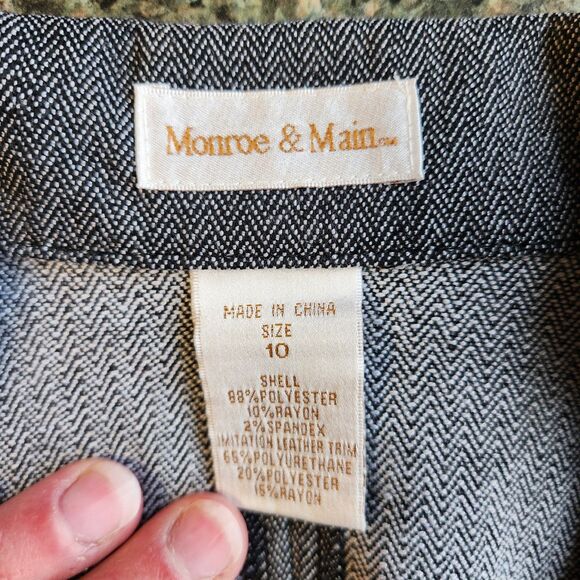 Monroe & Main
MADE IN CHINA
SIZE
10
SHELL
88%POLYESTER
10%RAYON
2%SPANDEX
IMITATION LEATHER TRIM
65%POLYURETHANE
20%POLYESTER
15%RAYON